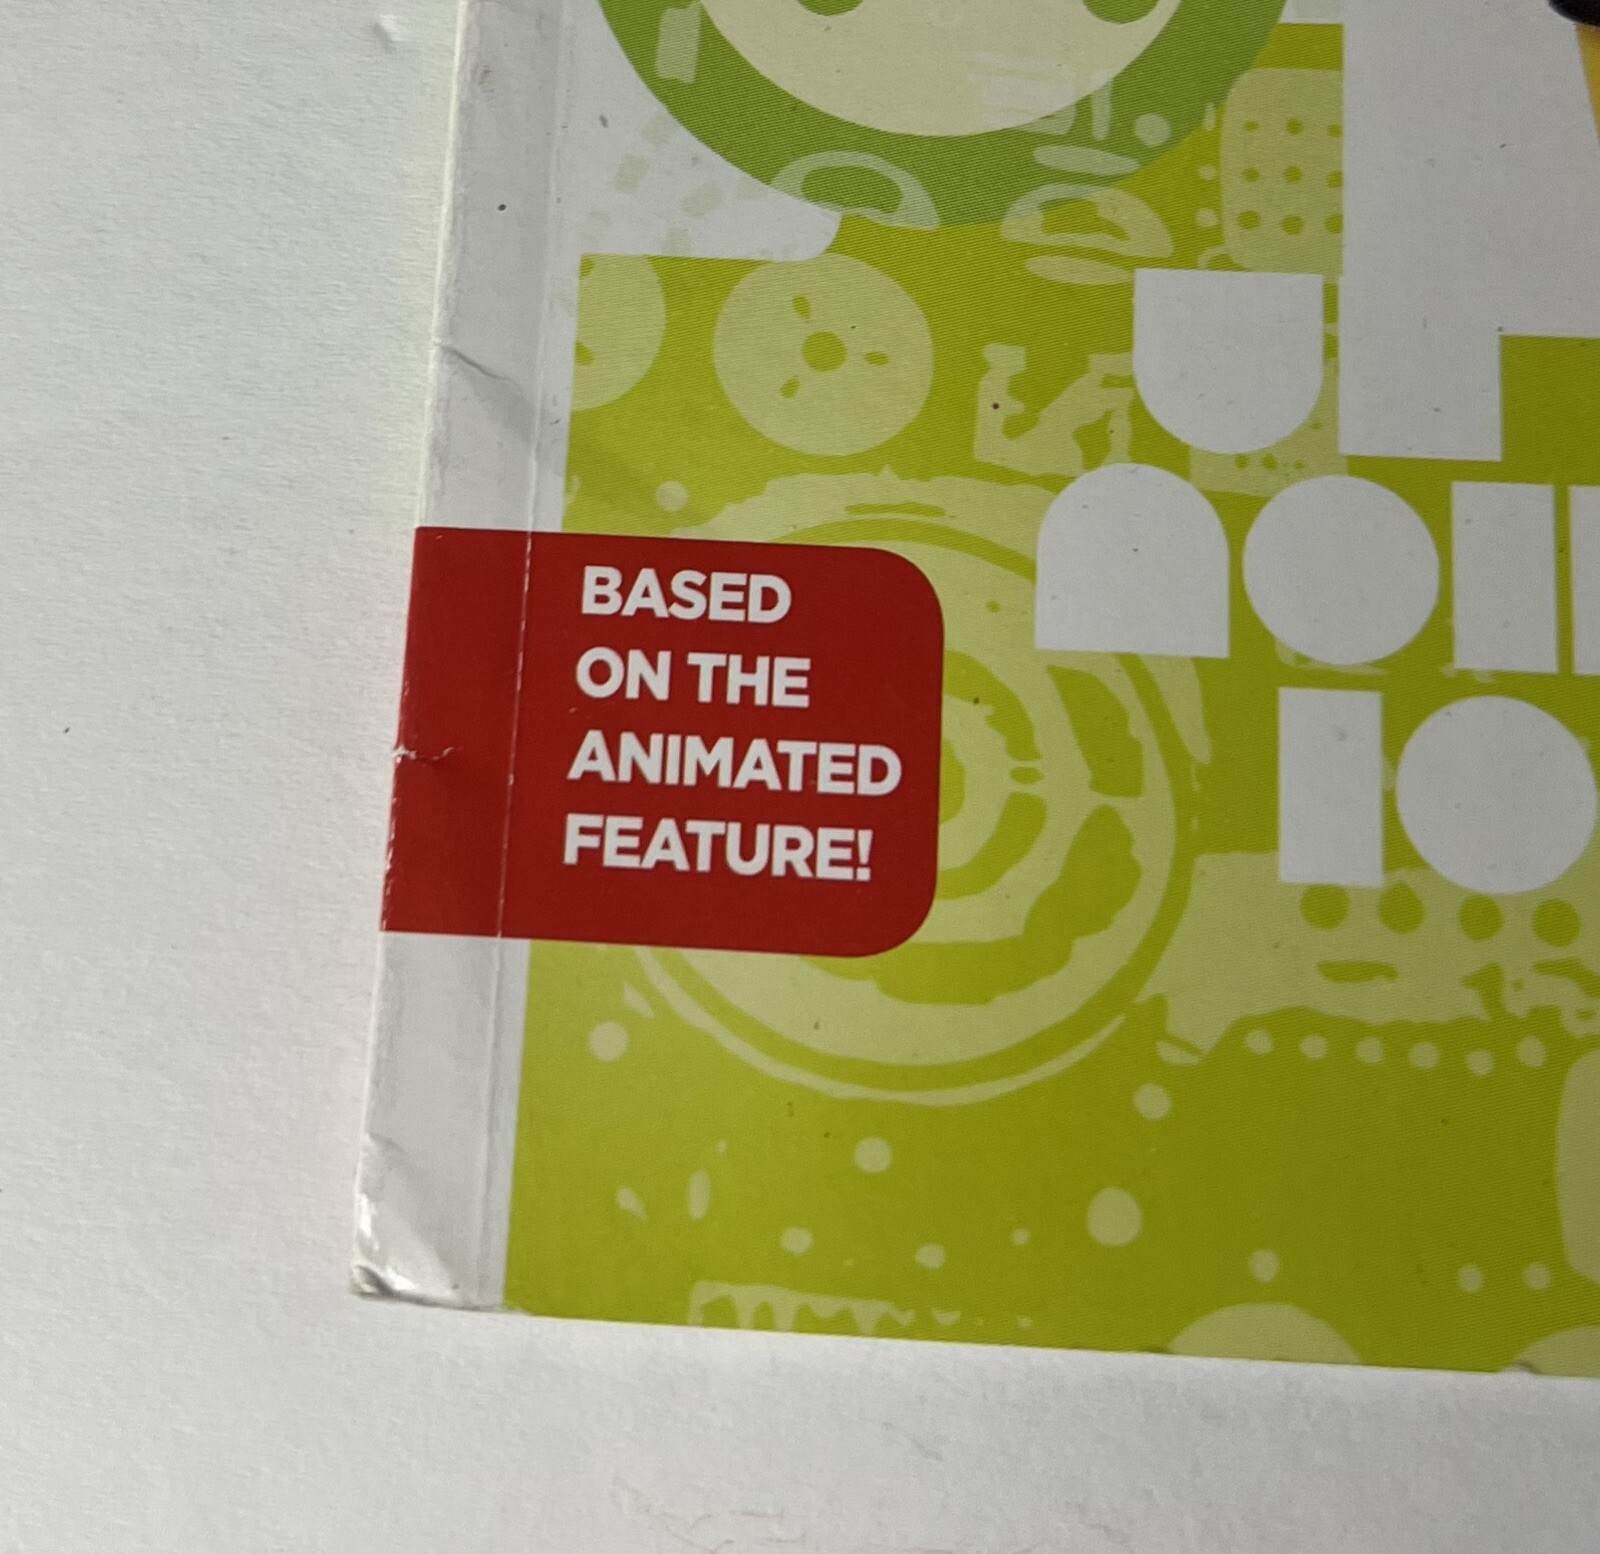 BASED
ON THE
ANIMATED
FEATURE!